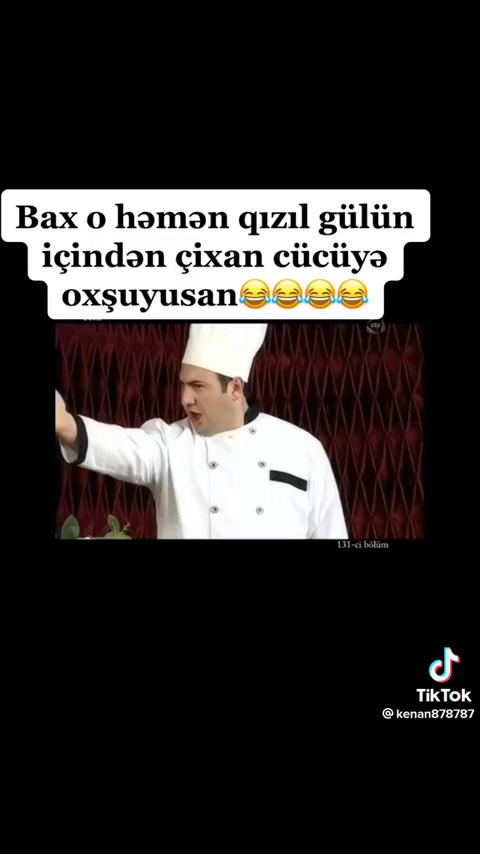 Bax o həmən qızıl gülün
içindən çixan cücüyə
oxşuyusan😂😂😂😂
131-ci bölüm
TikTok
@kenan878787